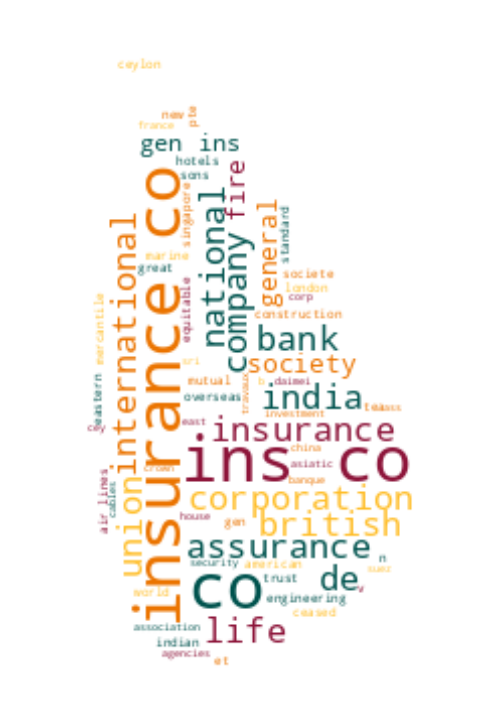 ceylon
new
pte
france
gen ins
hotels
sons
fire
insurance co
singapore
national
general
standard
international
company
marine
great
societe
london
corp
equitable
mercantile
construction
bank
sri
society
mutual
travaux
b
daimei
overseas
india
eastern
tea
ass
investment
east
insurance
cey
ins co
china
asiatic
crown
banque
air lines
cables
union
corporation
house
gen
british
assurance
n
security
american
suez
trust
de
v
world
co
engineering
ceased
association
life
indian
agencies
et